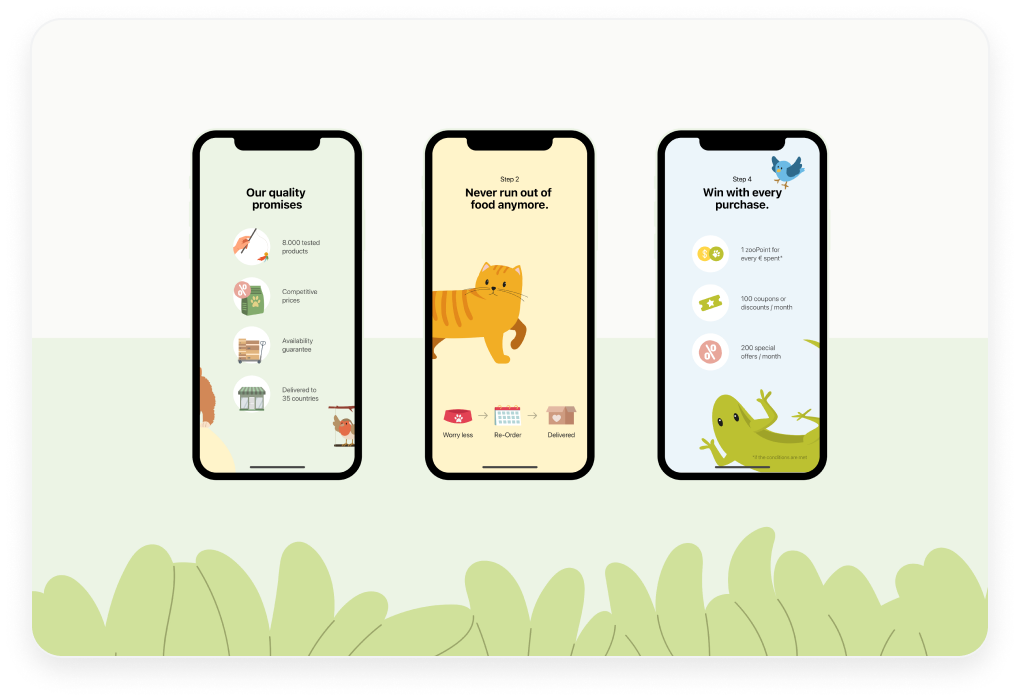 Our quality
promises
8.000 tested
products
Competitive
prices
Availability
guarantee
Delivered to
35 countries
Step 2
Never run out of
food anymore.
Worry less
Re-Order
Delivered
Step 4
Win with every
purchase.
1 zooPoint for
every € spent*
100 coupons or
discounts / month
200 special
offers / month
*if the conditions are met